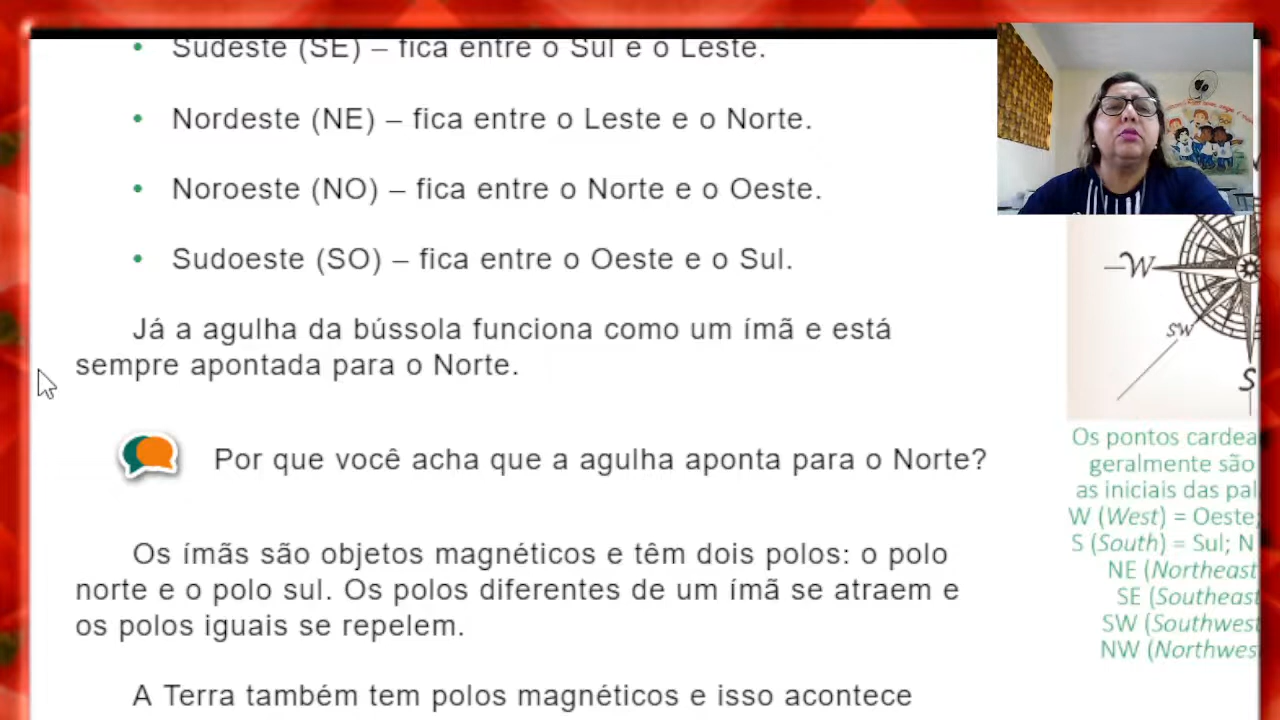 Sudeste (SE) – fica entre o Sul e o Leste.
Nordeste (NE) – fica entre o Leste e o Norte.
Noroeste (NO) – fica entre o Norte e o Oeste.
Sudoeste (SO) – fica entre o Oeste e o Sul.
Já a agulha da bússola funciona como um ímã e está
sempre apontada para o Norte.
Por que você acha que a agulha aponta para o Norte?
Os ímãs são objetos magnéticos e têm dois polos: o polo
norte e o polo sul. Os polos diferentes de um ímã se atraem e
os polos iguais se repelem.
A Terra também tem polos magnéticos e isso acontece
W
SW
S
Os pontos cardea
geralmente são
as iniciais das pal
W (West) = Oeste;
S (South) = Sul; N
NE (Northeast
SE (Southeast
SW (Southwest
NW (Northwes